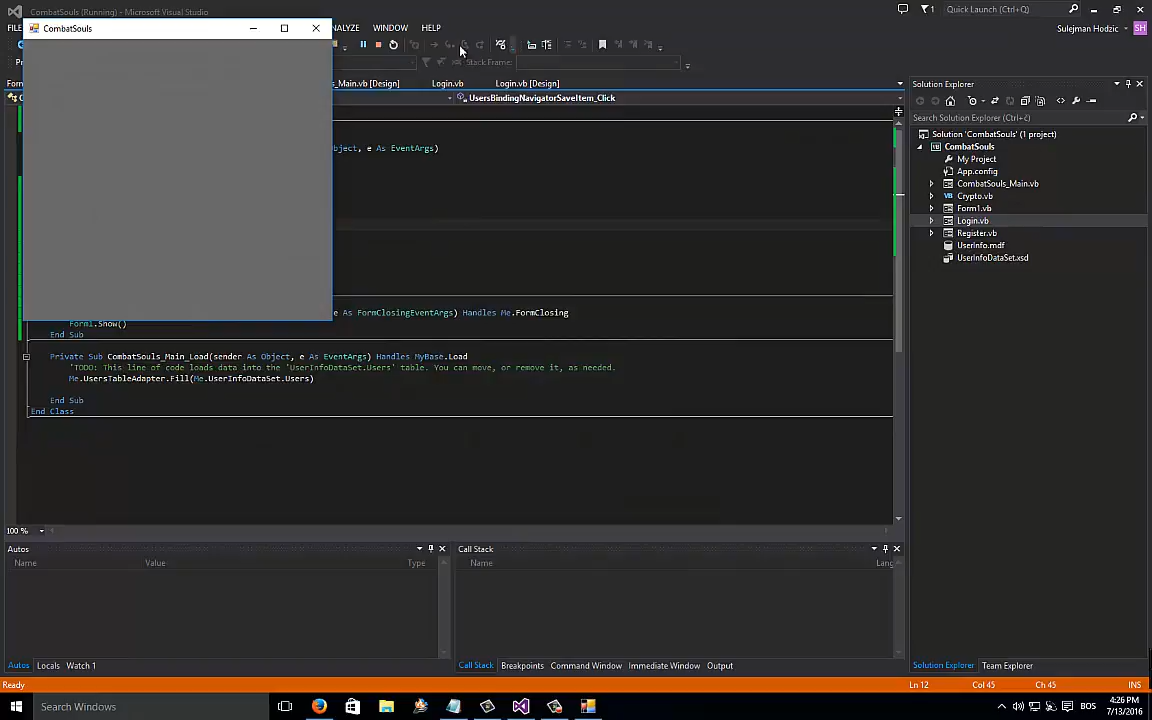 CombatSouls (Running) - Microsoft Visual Studio
Quick Launch (Ctrl+Q)
CombatSouls
FILE
ALYZE WINDOW HELP
Sulejman Hodzic SH
Stack Frame:
s_Main.vb [Design] Login.vb Login.vb [Design]
UsersBindingNavigatorSaveItem_Click
bject, e As EventArgs)
e As FormClosingEventArgs) Handles Me.FormClosing
Form1.Show()
End Sub
Private Sub CombatSouls_Main_Load(sender As Object, e As EventArgs) Handles MyBase.Load
'TODO: This line of code loads data into the 'UserInfoDataSet.Users' table. You can move, or remove it, as needed.
Me.UsersTableAdapter.Fill(Me.UserInfoDataSet.Users)
End Sub
End Class
100 %
Solution Explorer
Search Solution Explorer (Ctrl+č)
Solution 'CombatSouls' (1 project)
CombatSouls
My Project
App.config
CombatSouls_Main.vb
VB Crypto.vb
Form1.vb
Login.vb
Register.vb
UserInfo.mdf
UserInfoDataSet.xsd
Autos
Name Value Type
Call Stack
Name Lang
Autos Locals Watch 1
Call Stack Breakpoints Command Window Immediate Window Output
Solution Explorer Team Explorer
Ready
Ln 12 Col 45 Ch 45 INS
Search Windows
BOS
4:26 PM
7/13/2016